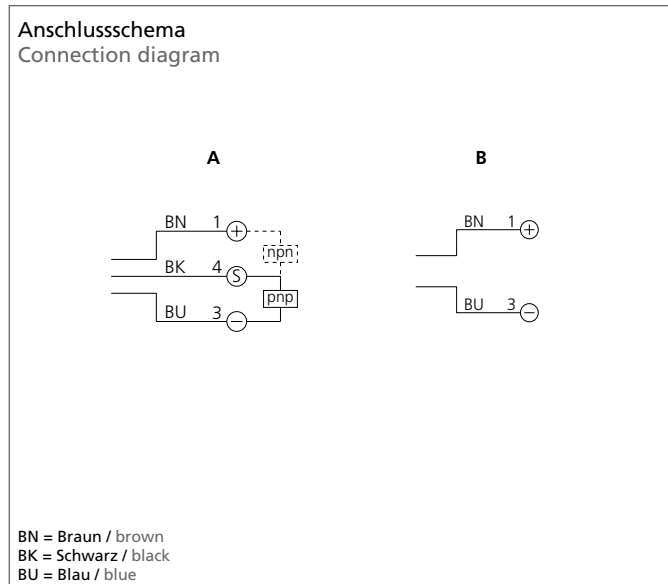 Anschlussschema
Connection diagram
A
BN 1 +
npn
BK 4 S
pnp
BU 3 −
B
BN 1 +
BU 3 −
BN = Braun / brown
BK = Schwarz / black
BU = Blau / blue